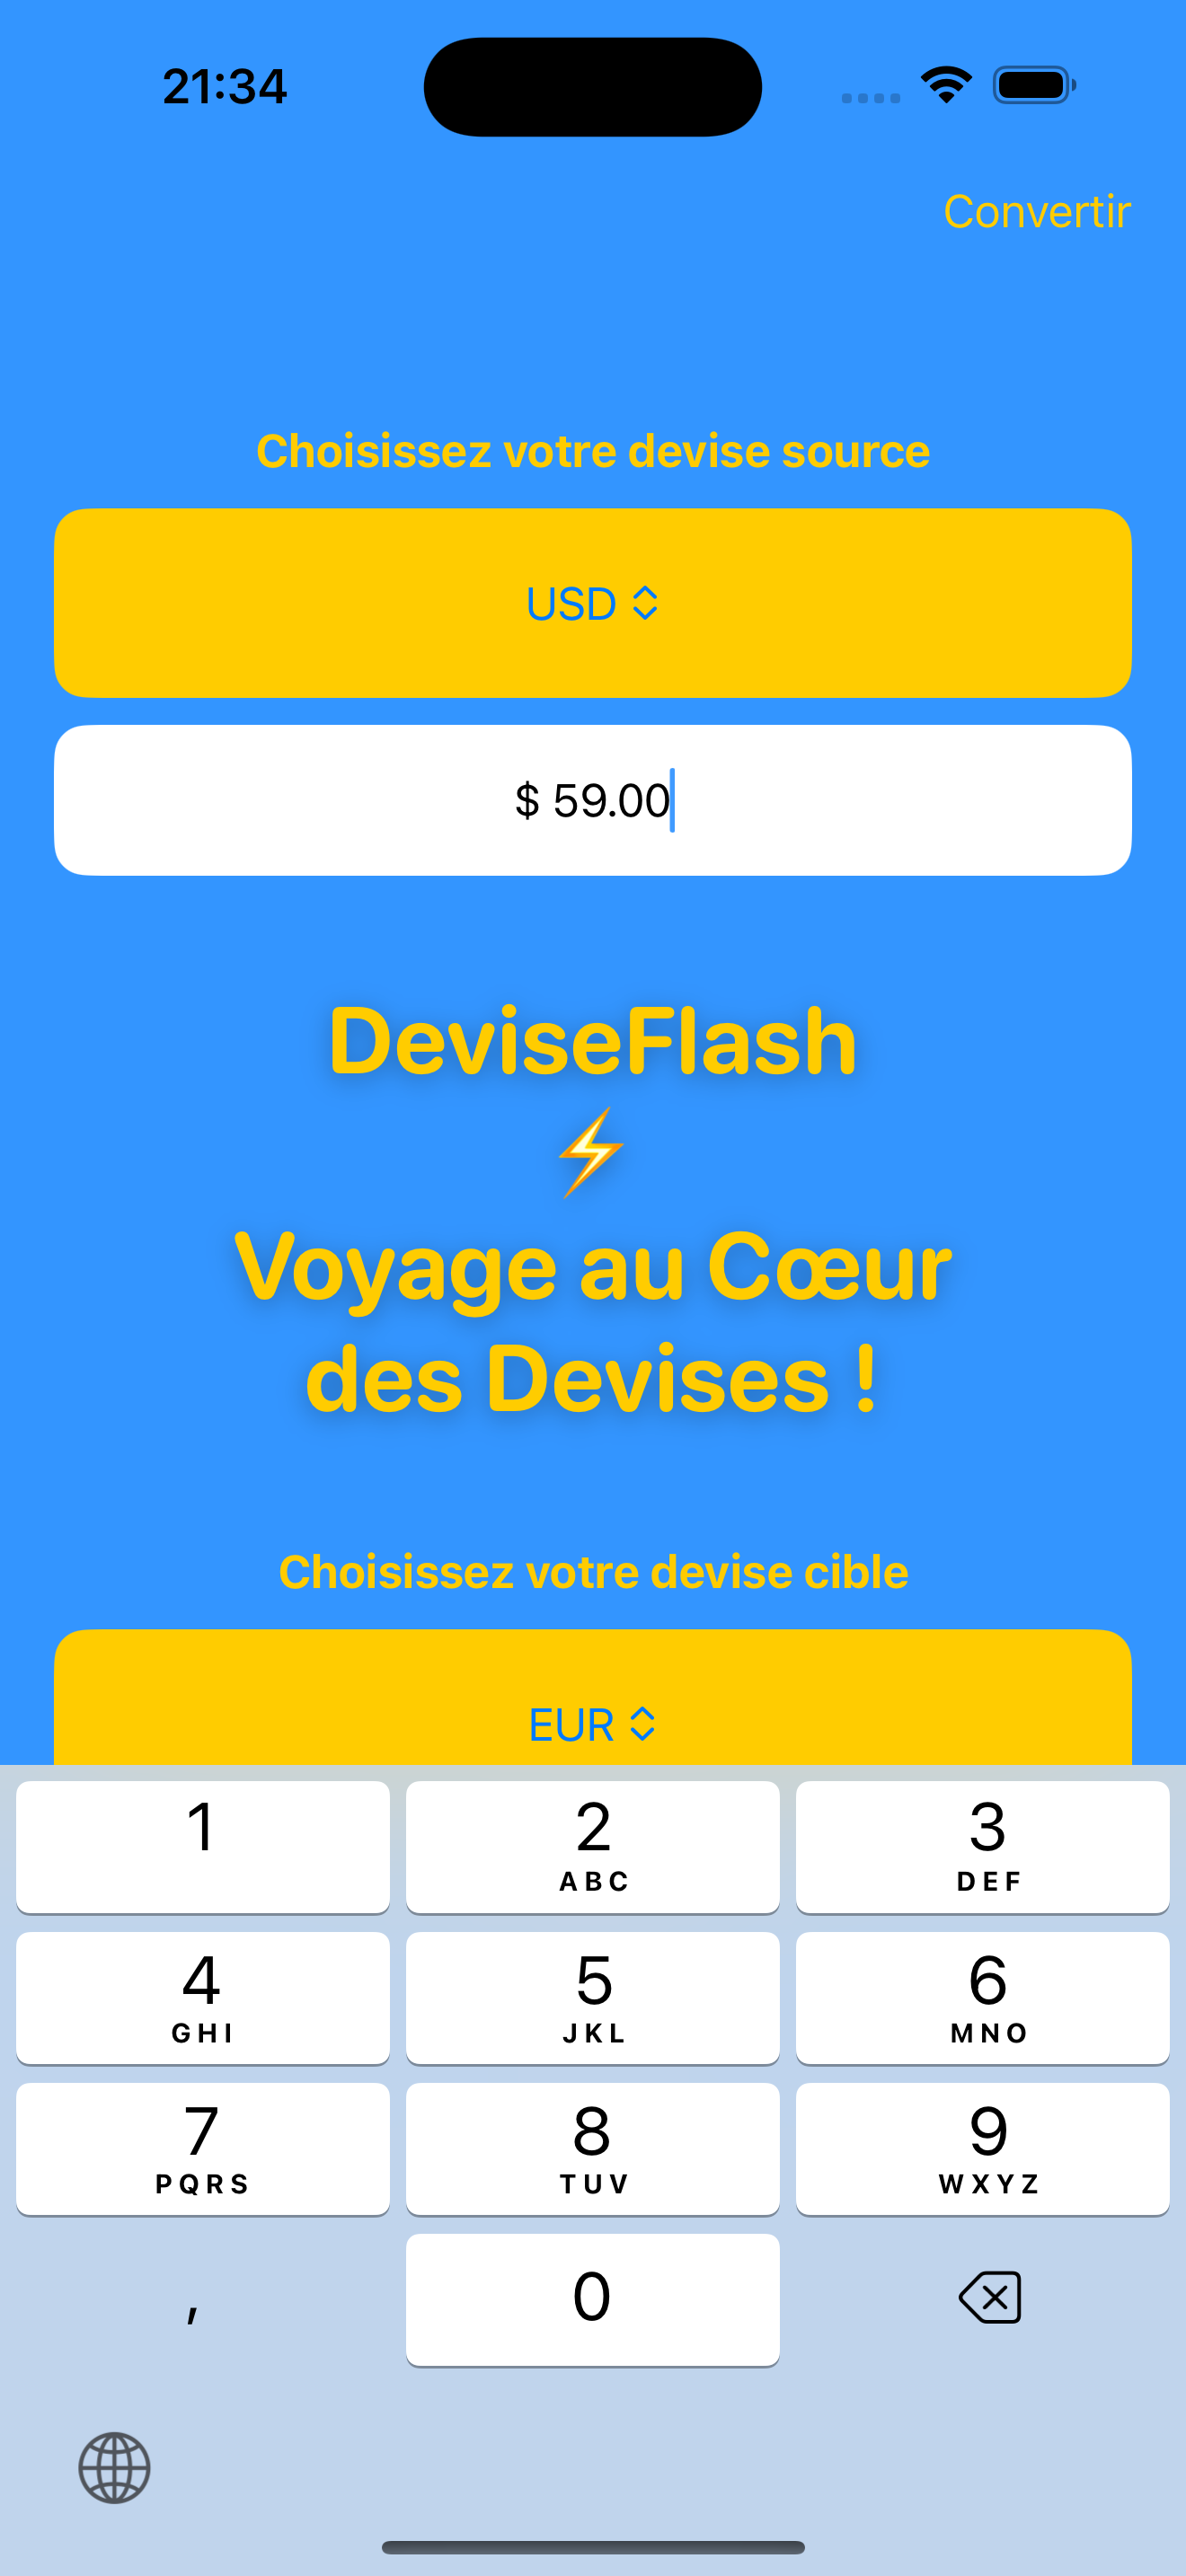 21:34
Convertir
Choisissez votre devise source
USD
$ 59.00
DeviseFlash
⚡
Voyage au Cœur
des Devises !
Choisissez votre devise cible
EUR
1 2 3
ABC DEF
4 5 6
GHI JKL MNO
7 8 9
PQRS TUV WXYZ
, 0